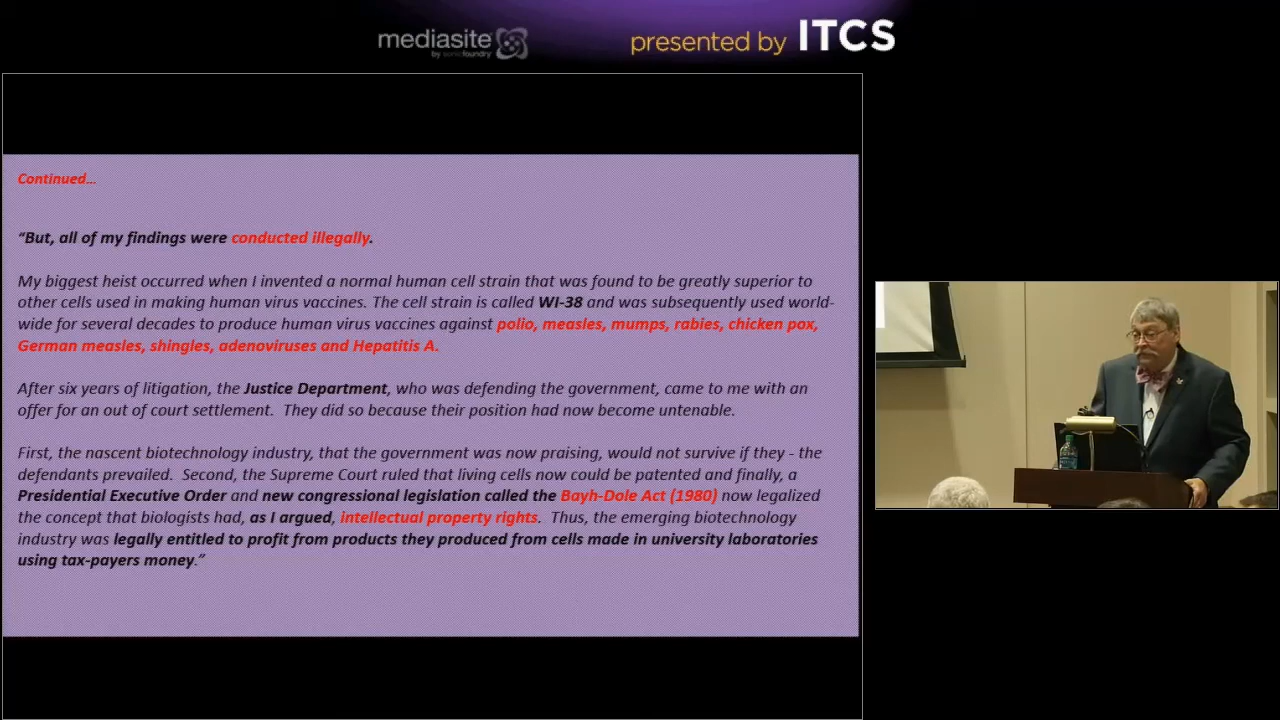 mediasite
by sonicfoundry
presented by ITCS
Continued...
“But, all of my findings were conducted illegally.
My biggest heist occurred when I invented a normal human cell strain that was found to be greatly superior to
other cells used in making human virus vaccines. The cell strain is called WI-38 and was subsequently used world-
wide for several decades to produce human virus vaccines against polio, measles, mumps, rabies, chicken pox,
German measles, shingles, adenoviruses and Hepatitis A.
After six years of litigation, the Justice Department, who was defending the government, came to me with an
offer for an out of court settlement. They did so because their position had now become untenable.
First, the nascent biotechnology industry, that the government was now praising, would not survive if they - the
defendants prevailed. Second, the Supreme Court ruled that living cells now could be patented and finally, a
Presidential Executive Order and new congressional legislation called the Bayh-Dole Act (1980) now legalized
the concept that biologists had, as I argued, intellectual property rights. Thus, the emerging biotechnology
industry was legally entitled to profit from products they produced from cells made in university laboratories
using tax-payers money.”